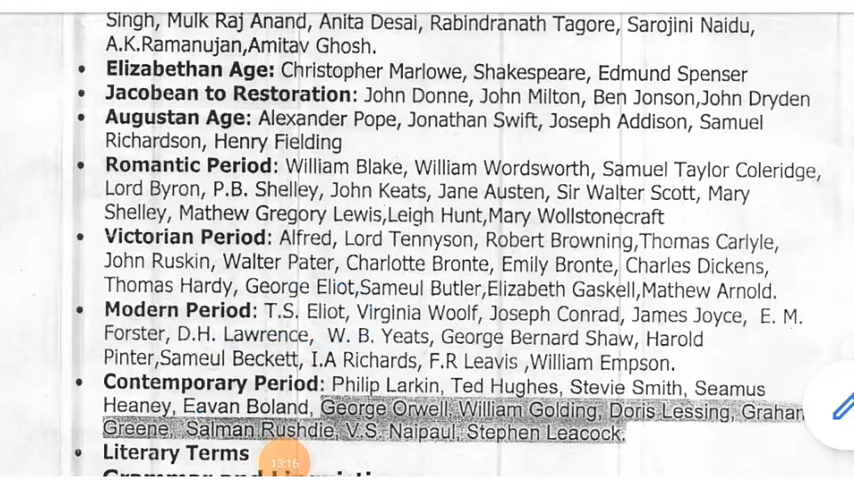 Singh, Mulk Raj Anand, Anita Desai, Rabindranath Tagore, Sarojini Naidu,
A.K.Ramanujan,Amitav Ghosh.
• Elizabethan Age: Christopher Marlowe, Shakespeare, Edmund Spenser
• Jacobean to Restoration: John Donne, John Milton, Ben Jonson,John Dryden
• Augustan Age: Alexander Pope, Jonathan Swift, Joseph Addison, Samuel
Richardson, Henry Fielding
• Romantic Period: William Blake, William Wordsworth, Samuel Taylor Coleridge,
Lord Byron, P.B. Shelley, John Keats, Jane Austen, Sir Walter Scott, Mary
Shelley, Mathew Gregory Lewis,Leigh Hunt,Mary Wollstonecraft
• Victorian Period: Alfred, Lord Tennyson, Robert Browning,Thomas Carlyle,
John Ruskin, Walter Pater, Charlotte Bronte, Emily Bronte, Charles Dickens,
Thomas Hardy, George Eliot,Sameul Butler,Elizabeth Gaskell,Mathew Arnold.
• Modern Period: T.S. Eliot, Virginia Woolf, Joseph Conrad, James Joyce, E. M.
Forster, D.H. Lawrence, W. B. Yeats, George Bernard Shaw, Harold
Pinter,Sameul Beckett, I.A Richards, F.R Leavis ,William Empson.
• Contemporary Period: Philip Larkin, Ted Hughes, Stevie Smith, Seamus
Heaney, Eavan Boland, George Orwell, William Golding, Doris Lessing, Graham
Greene, Salman Rushdie, V.S. Naipaul, Stephen Leacock.
• Literary Terms
13:16
Grammar and Linguistics